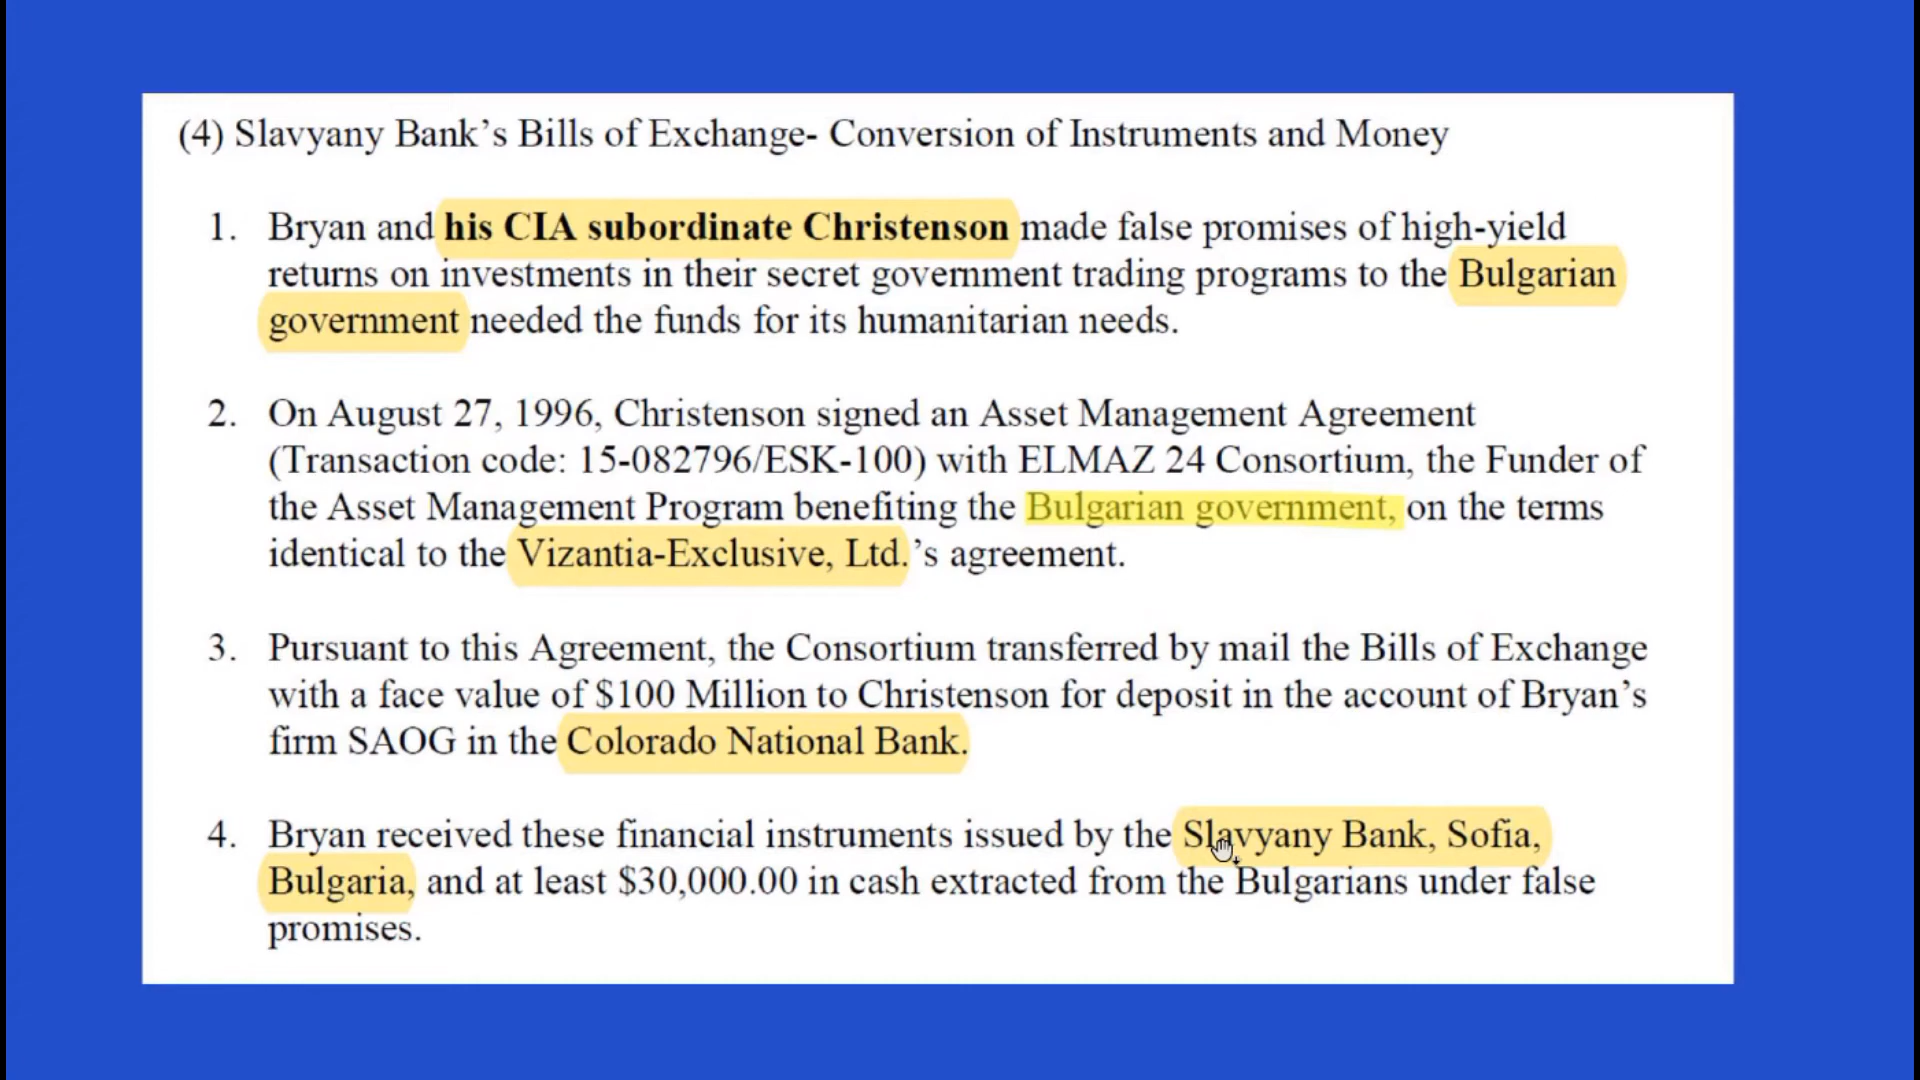 (4) Slavyany Bank’s Bills of Exchange- Conversion of Instruments and Money
1. Bryan and his CIA subordinate Christenson made false promises of high-yield
returns on investments in their secret government trading programs to the Bulgarian
government needed the funds for its humanitarian needs.
2. On August 27, 1996, Christenson signed an Asset Management Agreement
(Transaction code: 15-082796/ESK-100) with ELMAZ 24 Consortium, the Funder of
the Asset Management Program benefiting the Bulgarian government, on the terms
identical to the Vizantia-Exclusive, Ltd.’s agreement.
3. Pursuant to this Agreement, the Consortium transferred by mail the Bills of Exchange
with a face value of $100 Million to Christenson for deposit in the account of Bryan’s
firm SAOG in the Colorado National Bank.
4. Bryan received these financial instruments issued by the Slavyany Bank, Sofia,
Bulgaria, and at least $30,000.00 in cash extracted from the Bulgarians under false
promises.